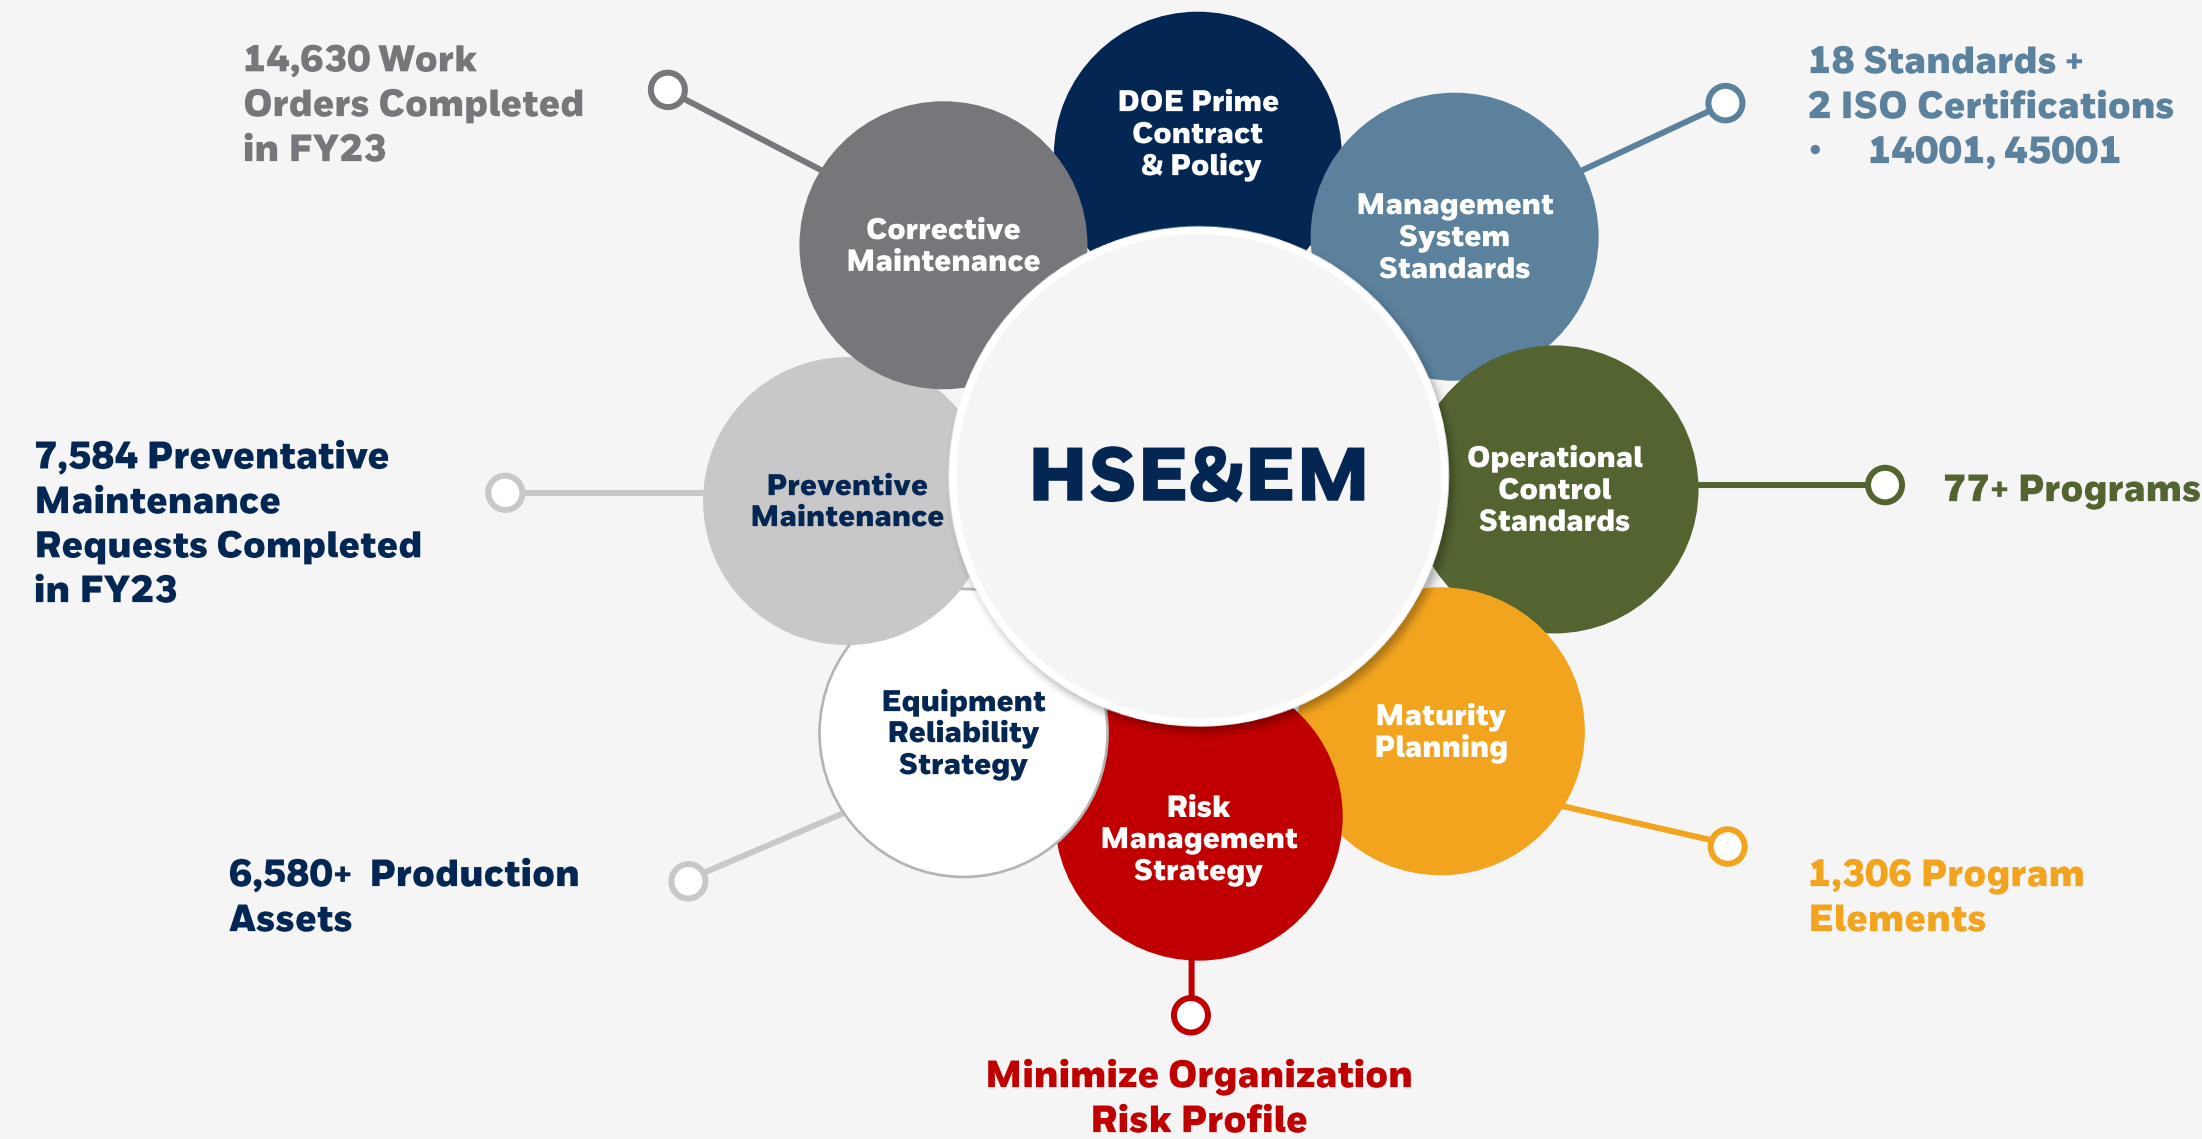 14,630 Work
Orders Completed
in FY23
DOE Prime
Contract
& Policy
18 Standards +
2 ISO Certifications
• 14001, 45001
Corrective
Maintenance
Management
System
Standards
7,584 Preventative
Maintenance
Requests Completed
in FY23
Preventive
Maintenance
HSE&EM
Operational
Control
Standards
77+ Programs
Equipment
Reliability
Strategy
Maturity
Planning
Risk
Management
Strategy
6,580+ Production
Assets
1,306 Program
Elements
Minimize Organization
Risk Profile